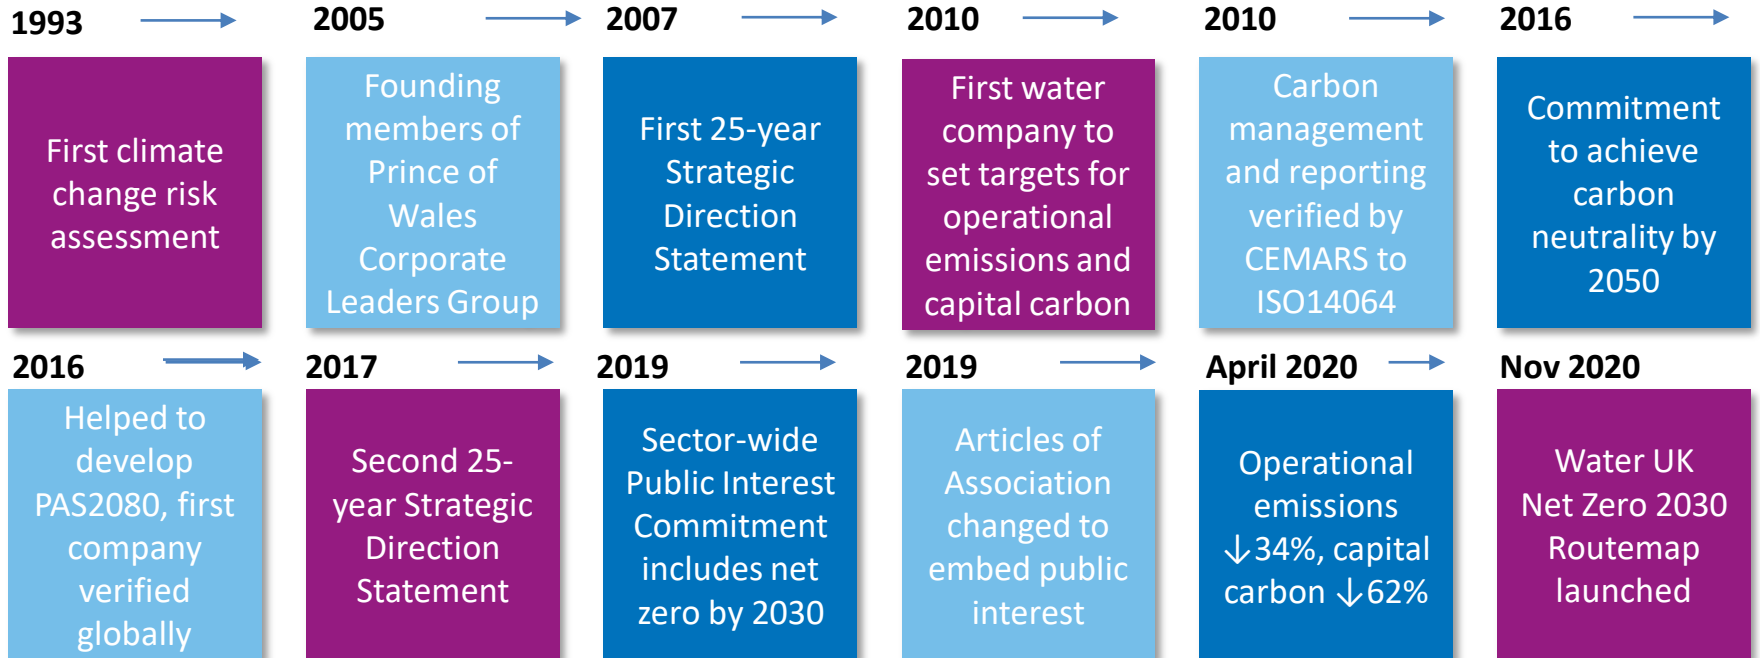 1993
2005
2007
2010
2010
2016
First climate
change risk
assessment
Founding
members of
Prince of
Wales
Corporate
Leaders Group
First 25-year
Strategic
Direction
Statement
First water
company to
set targets for
operational
emissions and
capital carbon
Carbon
management
and reporting
verified by
CEMARS to
ISO14064
Commitment
to achieve
carbon
neutrality by
2050
2016
2017
2019
2019
April 2020
Nov 2020
Helped to
develop
PAS2080, first
company
verified
globally
Second 25-
year Strategic
Direction
Statement
Sector-wide
Public Interest
Commitment
includes net
zero by 2030
Articles of
Association
changed to
embed public
interest
Operational
emissions
↓34%, capital
carbon ↓62%
Water UK
Net Zero 2030
Routemap
launched